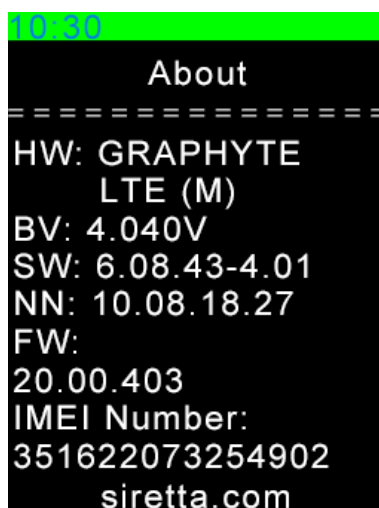 10:30
About
===============
HW: GRAPHYTE
LTE (M)
BV: 4.040V
SW: 6.08.43-4.01
NN: 10.08.18.27
FW:
20.00.403
IMEI Number:
351622073254902
siretta.com